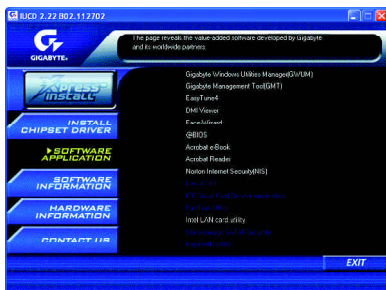 IUCD 2.22 B02.112702
The page reveals the value-added software developed by Gigabyte
and its worldwide partners.
GIGABYTE
Xpress
INSTALL
INSTALL
CHIPSET DRIVER
SOFTWARE
APPLICATION
SOFTWARE
INFORMATION
HARDWARE
INFORMATION
CONTACT US
Gigabyte Windows Utilities Manager(GWUM)
Gigabyte Management Tool(GMT)
EasyTune4
DMI Viewer
Face-Wizard
@BIOS
Acrobat e-Book
Acrobat Reader
Norton Internet Security(NIS)
Intel LAN card utility
EXIT